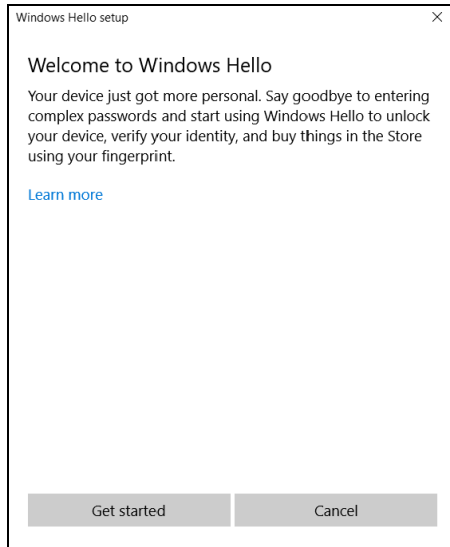 Windows Hello setup
Welcome to Windows Hello
Your device just got more personal. Say goodbye to entering
complex passwords and start using Windows Hello to unlock
your device, verify your identity, and buy things in the Store
using your fingerprint.
Learn more
Get started
Cancel